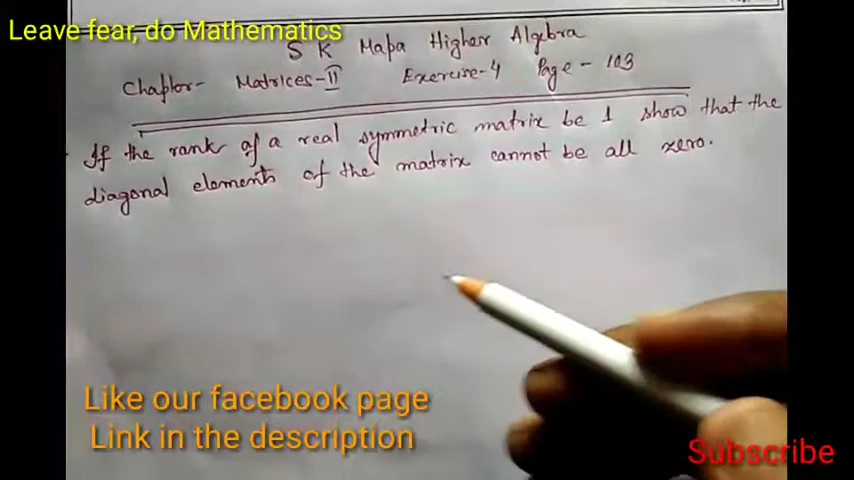 Leave fear, do Mathematics
S K Mapa Higher Algebra
Chapter- Matrices-II Exercise-4 Page - 103
If the rank of a real symmetric matrix be 1 show that the
diagonal elements of the matrix cannot be all zero.
Like our facebook page
Link in the description
Subscribe